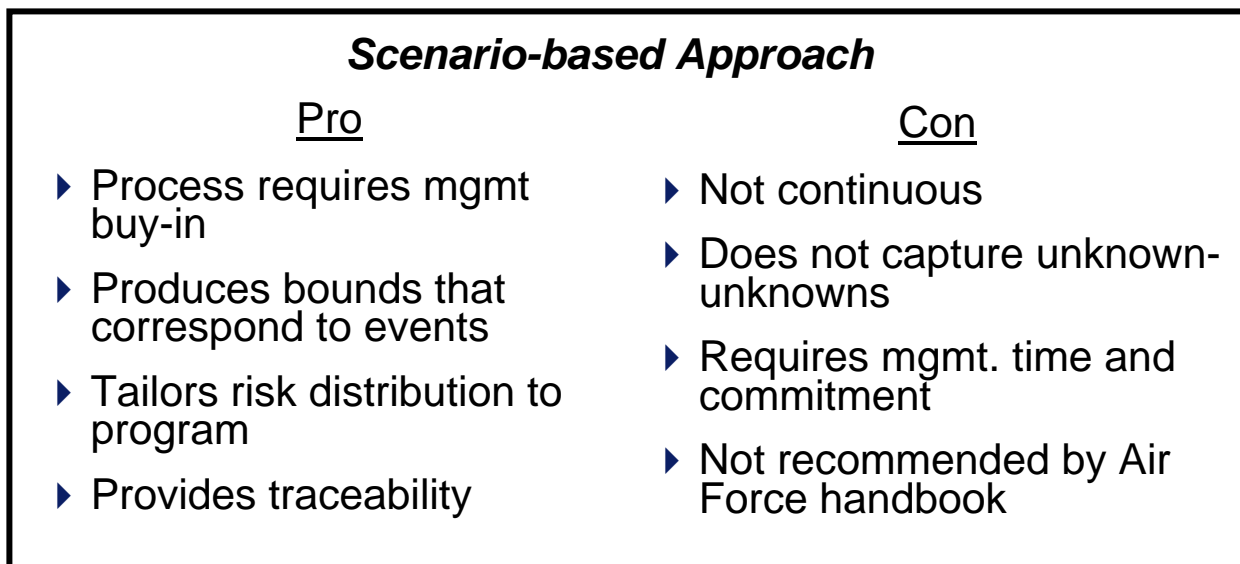 Scenario-based Approach
Pro
Process requires mgmt
buy-in
Produces bounds that
correspond to events
Tailors risk distribution to
program
Provides traceability
Con
Not continuous
Does not capture unknown-
unknowns
Requires mgmt. time and
commitment
Not recommended by Air
Force handbook